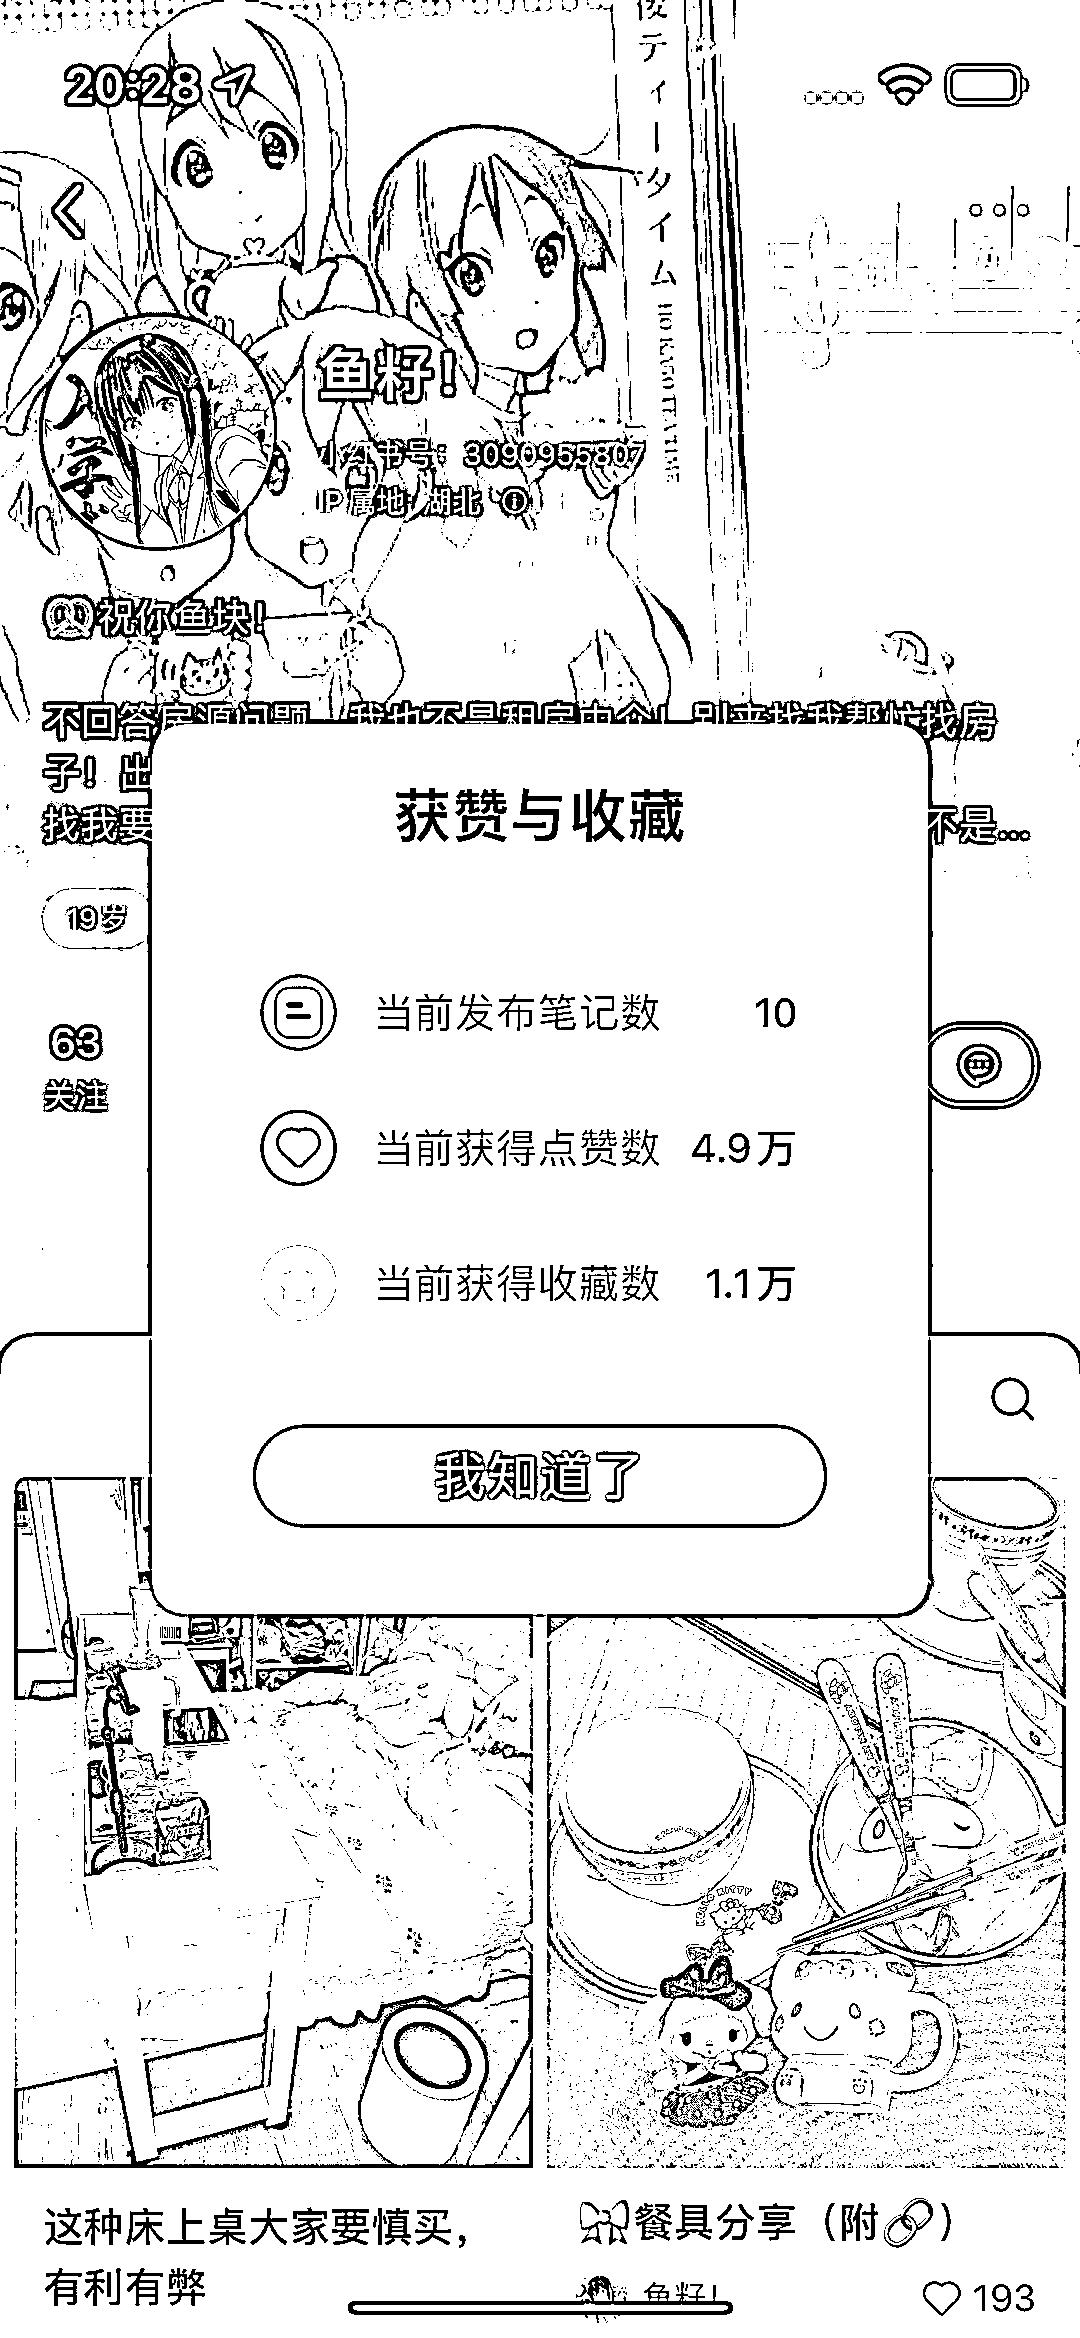 20:28
ティータイム
HO KAGO TEA TIME
入学
鱼籽!
小红书号: 3090955807
IP属地: 湖北
祝你鱼块!
不回答房源问题 我也不是租房中介! 别来找我帮忙找房
子! 出
找我要 不是...
19岁
63
关注
获赞与收藏
当前发布笔记数 10
当前获得点赞数 4.9万
当前获得收藏数 1.1万
我知道了
HELLO KITTY
这种床上桌大家要慎买，
有利有弊
餐具分享（附🔗）
鱼籽!
193